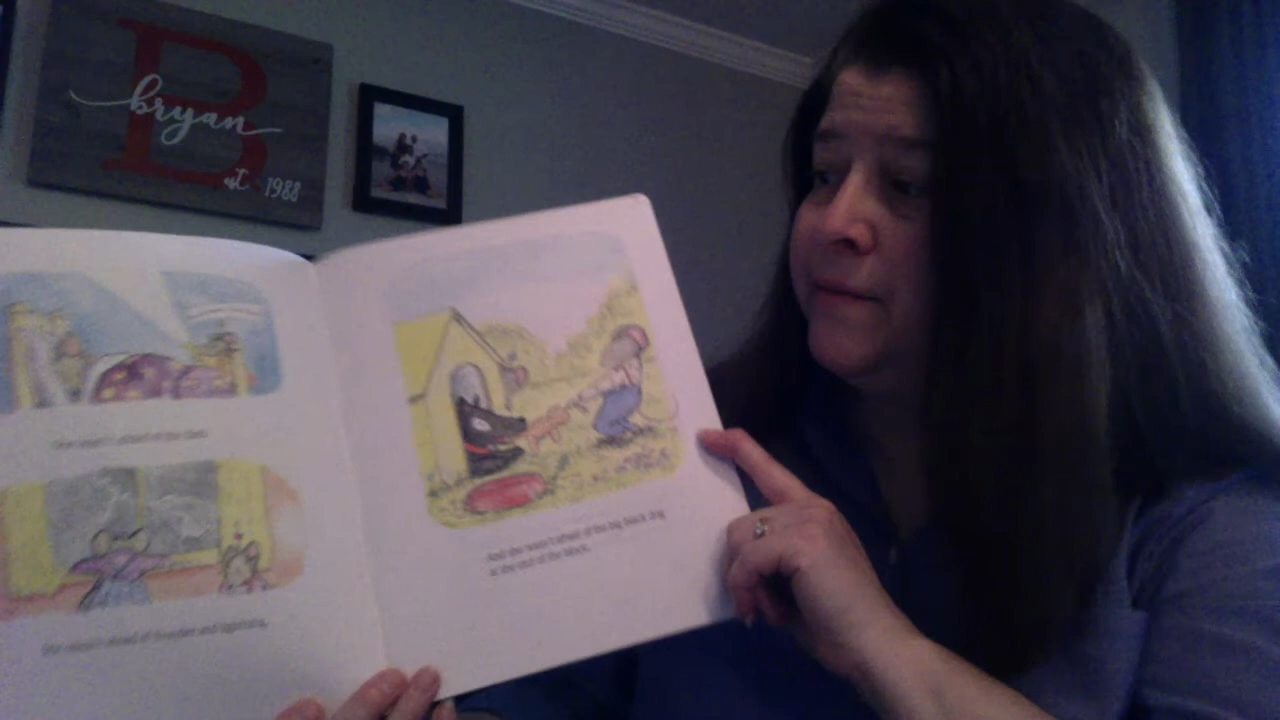 B
bryan
est 1988
She wasn't afraid of the dark.
She wasn't afraid of thunder and lightning.
And she wasn't afraid of the big black dog
at the end of the block.